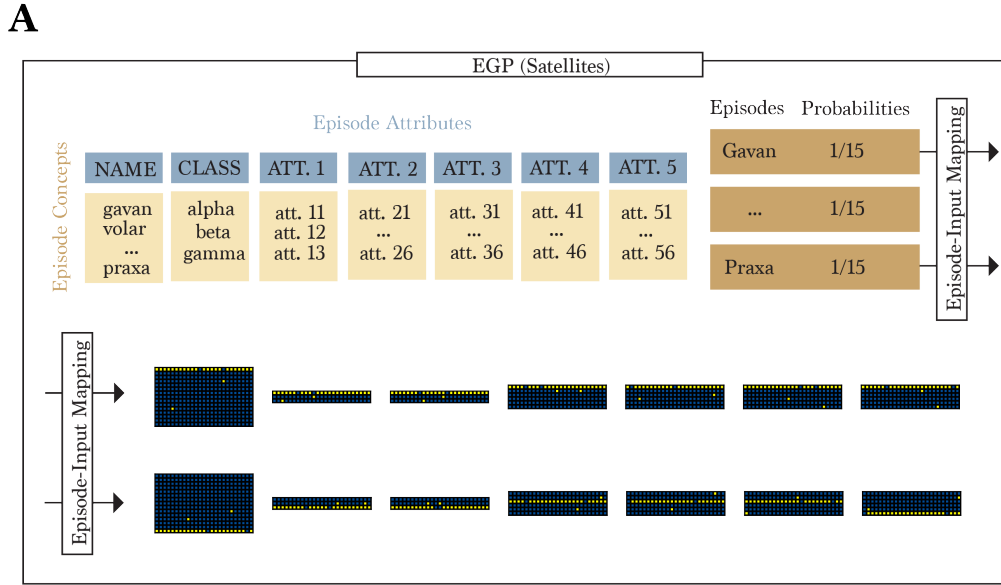 A
EGP (Satellites)
Episode Attributes
Episodes Probabilities
Episode Concepts
NAME CLASS ATT. 1 ATT. 2 ATT. 3 ATT. 4 ATT. 5
gavan alpha att. 11 att. 21 att. 31 att. 41 att. 51
volar beta att. 12 ... ... ... ...
... gamma att. 13 att. 26 att. 36 att. 46 att. 56
praxa
Gavan 1/15
... 1/15
Praxa 1/15
Episode-Input Mapping
Episode-Input Mapping